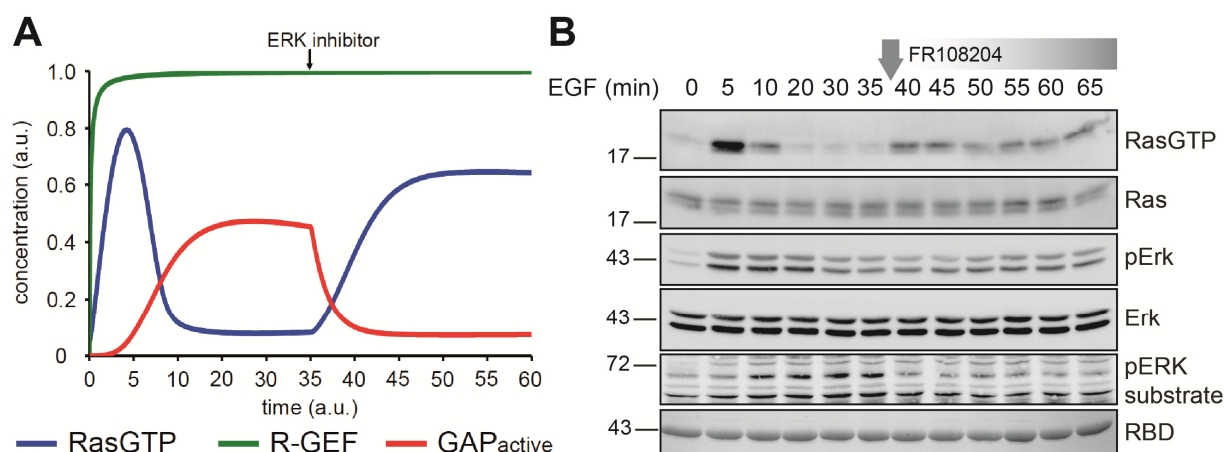 A
ERK inhibitor
1.0
0.8
0.6
0.4
0.2
0
concentration (a.u.)
0 5 10 15 20 25 30 35 40 45 50 55 60
time (a.u.)
RasGTP R-GEF GAPactive
B
FR108204
EGF (min) 0 5 10 20 30 35 40 45 50 55 60 65
17 RasGTP
17 Ras
43 pErk
43 Erk
72 pERK
substrate
43 RBD